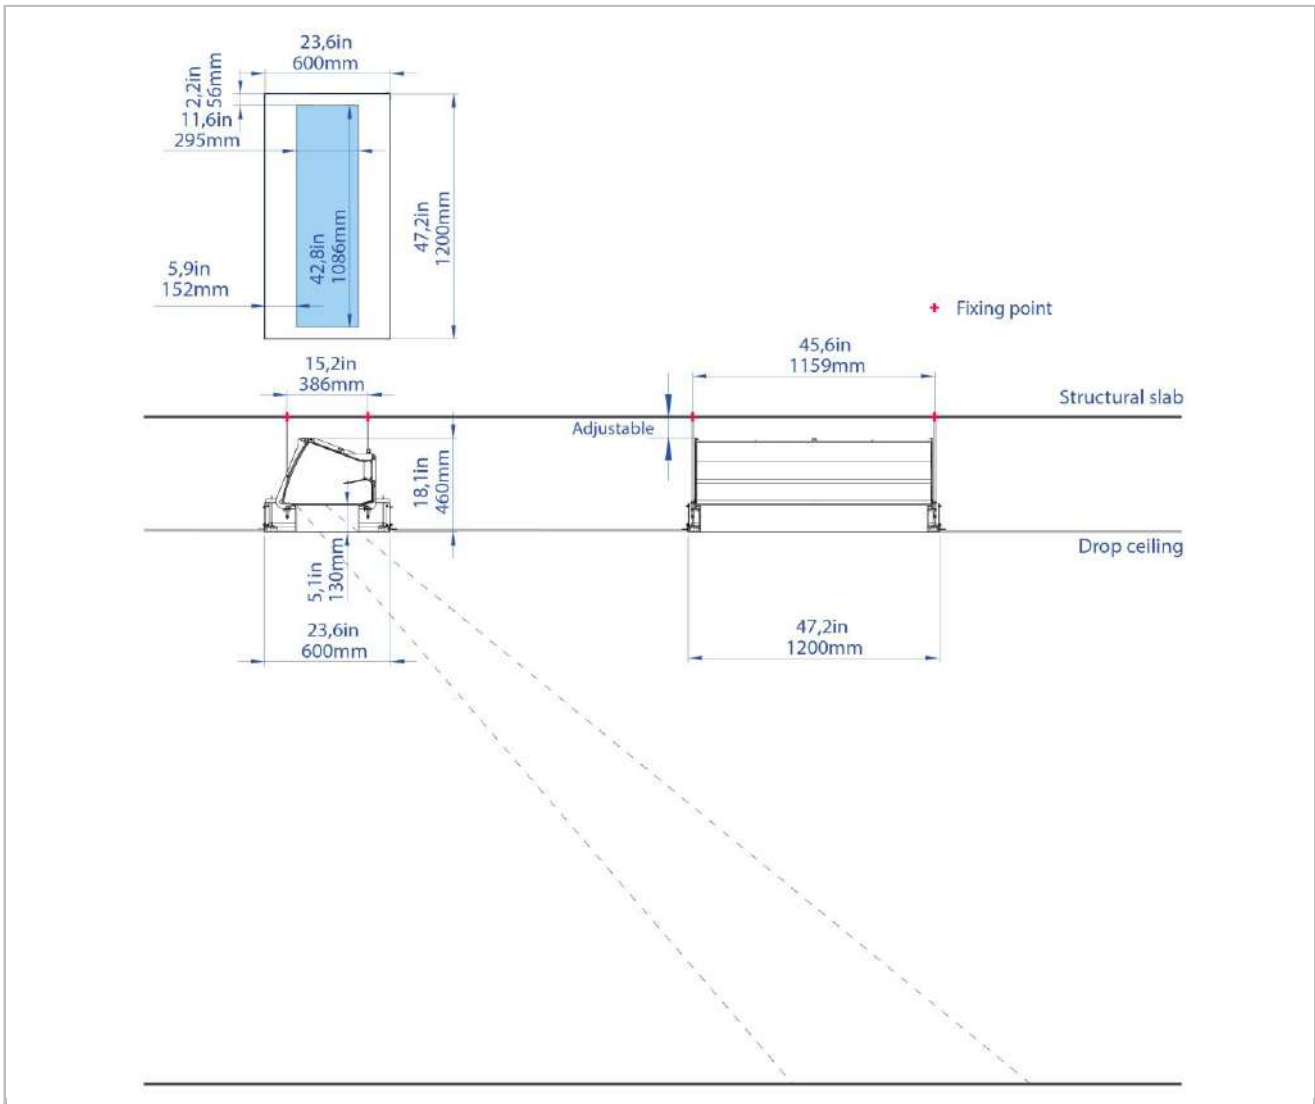 23,6in
600mm
2,2in
56mm
11,6in
295mm
42,8in
1086mm
47,2in
1200mm
5,9in
152mm
Fixing point
15,2in
386mm
45,6in
1159mm
Structural slab
Adjustable
18,1in
460mm
Drop ceiling
5,1in
130mm
23,6in
600mm
47,2in
1200mm